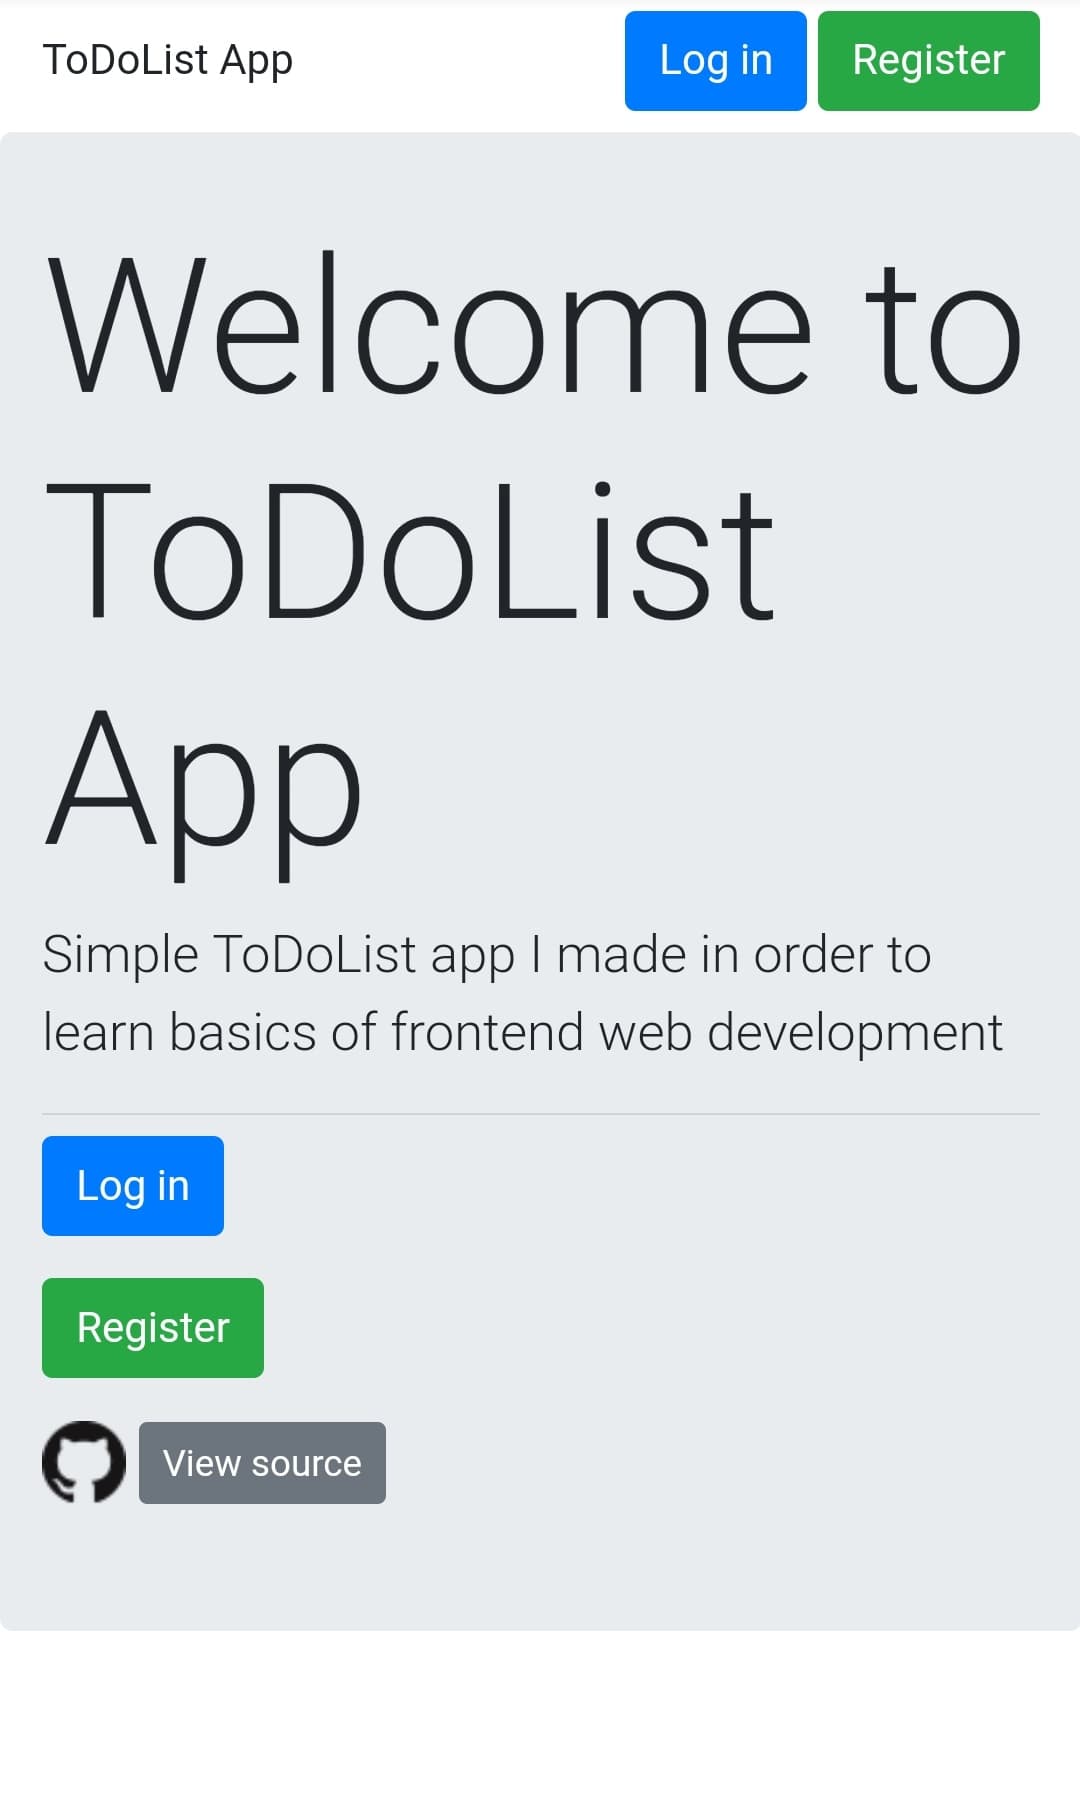 ToDoList App
Log in
Register
Welcome to
ToDoList
App
Simple ToDoList app I made in order to
learn basics of frontend web development
Log in
Register
View source